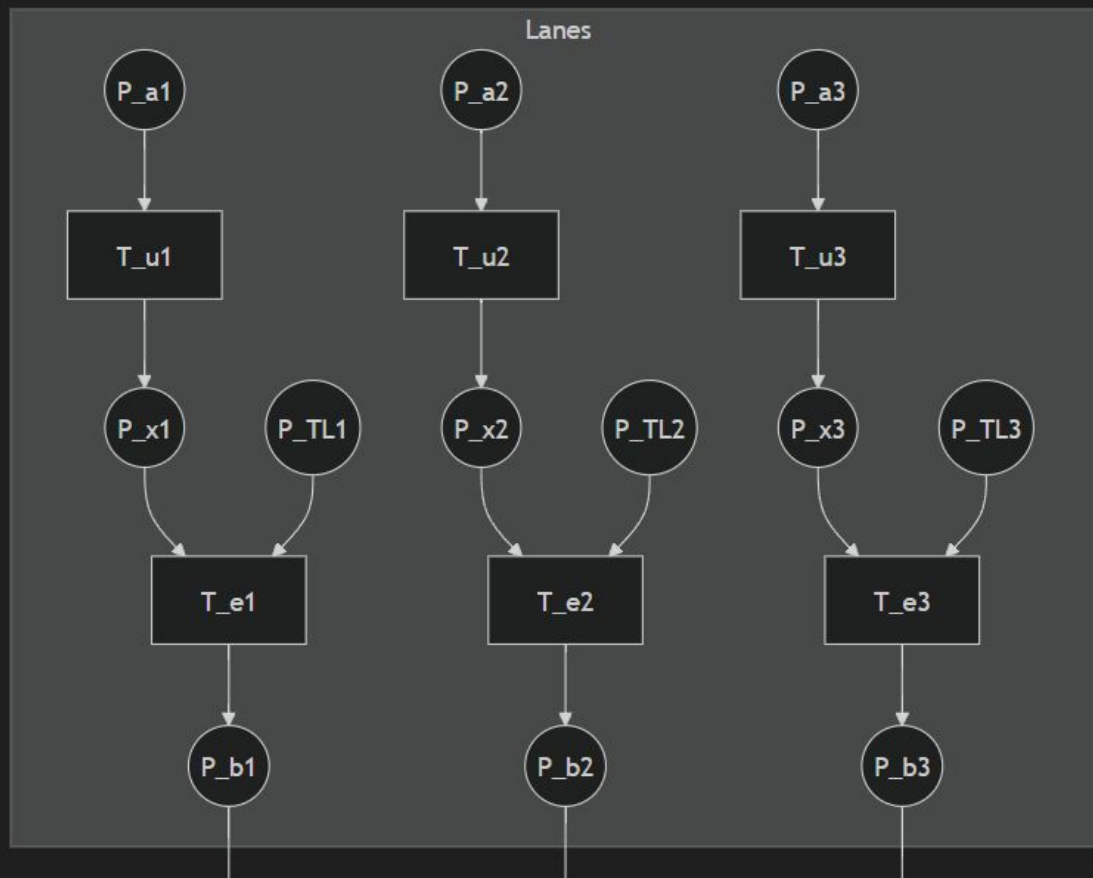 Lanes
P_a1
P_a2
P_a3
T_u1
T_u2
T_u3
P_x1
P_TL1
P_x2
P_TL2
P_x3
P_TL3
T_e1
T_e2
T_e3
P_b1
P_b2
P_b3